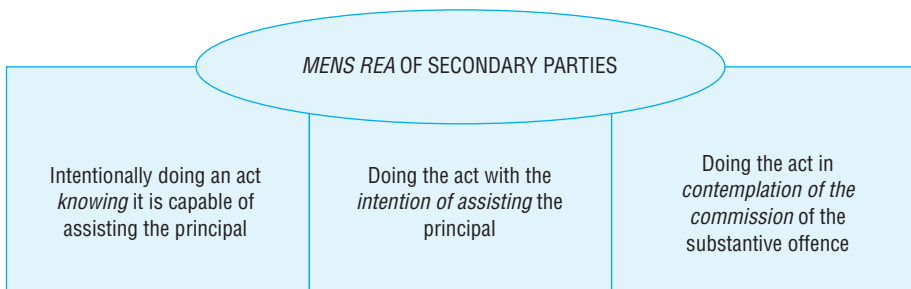 MENS REA OF SECONDARY PARTIES
Intentionally doing an act
knowing it is capable of
assisting the principal
Doing the act with the
intention of assisting the
principal
Doing the act in
contemplation of the
commission of the
substantive offence